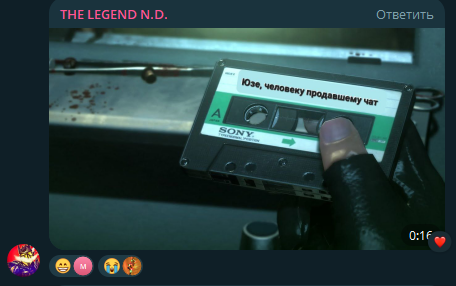 THE LEGEND N.D.
Ответить
Юзе, человеку продавшему чат
A
SONY
0:16
M